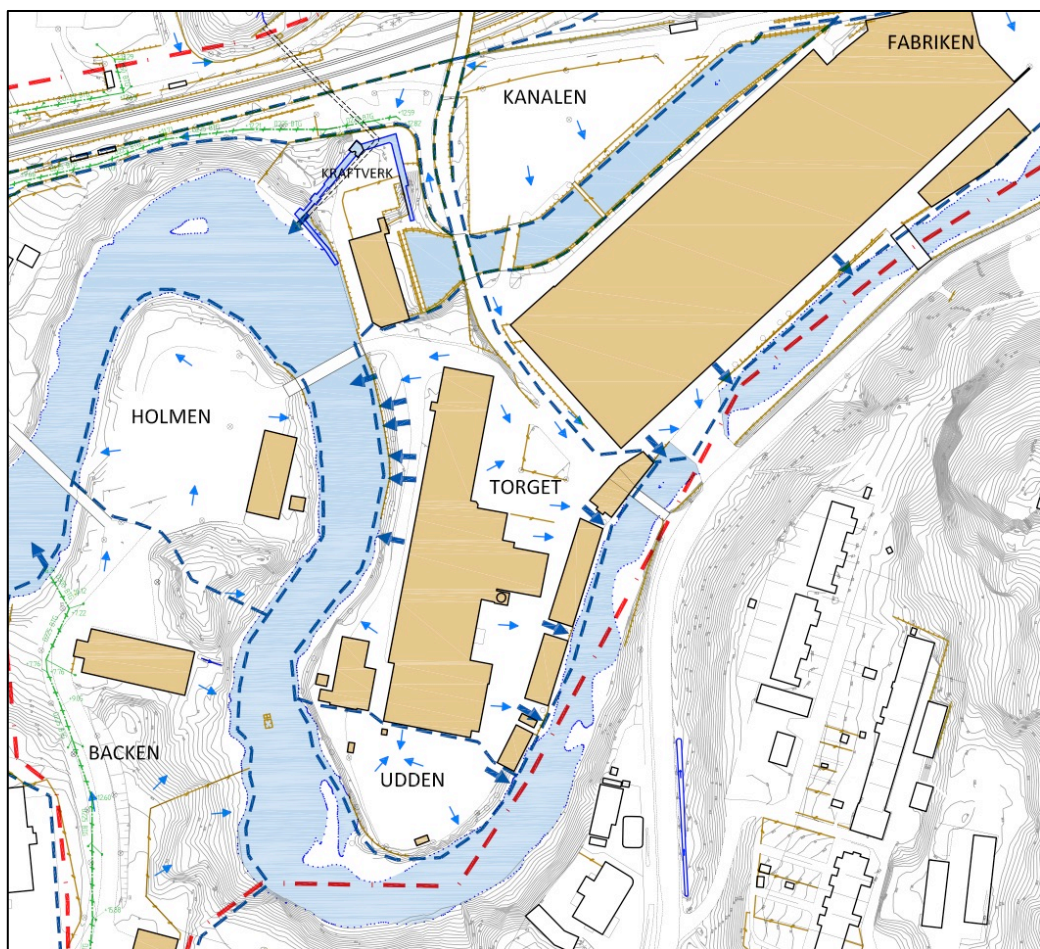 FABRIKEN
KANALEN
KRAFTVERK
HOLMEN
TORGET
BACKEN
UDDEN